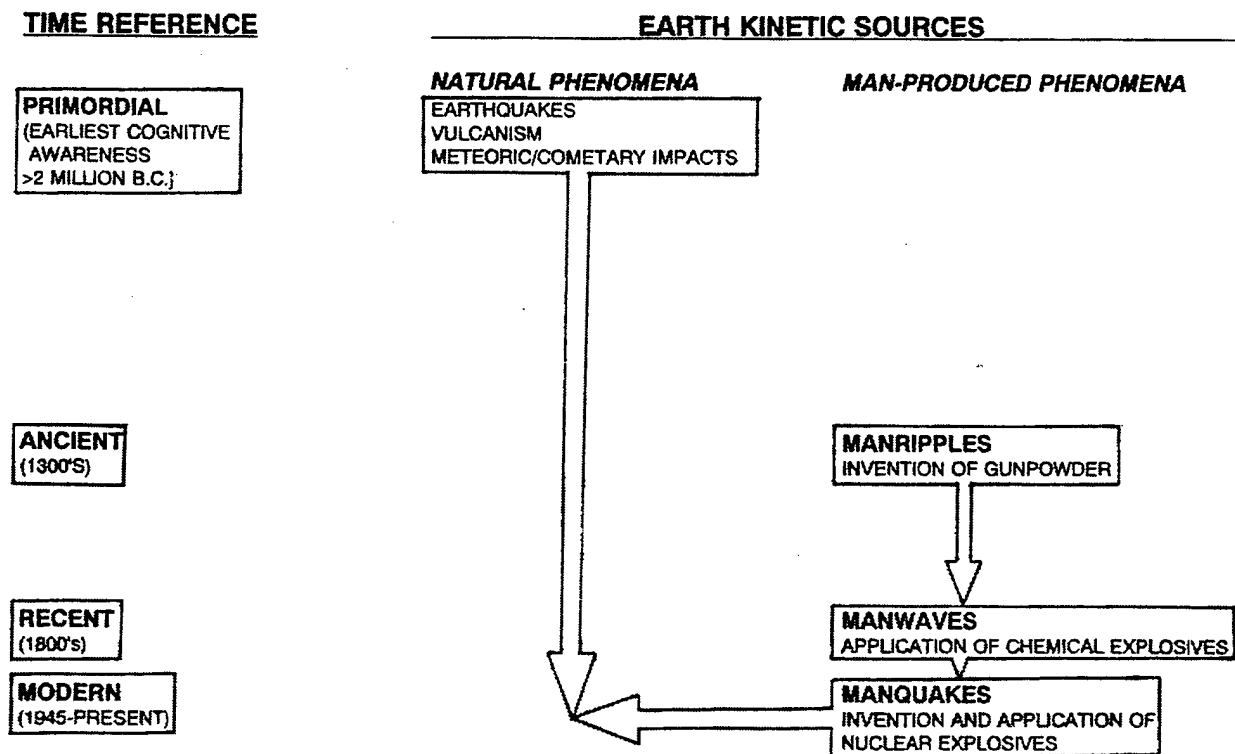 TIME REFERENCE
EARTH KINETIC SOURCES
NATURAL PHENOMENA
MAN-PRODUCED PHENOMENA
PRIMORDIAL
(EARLIEST COGNITIVE
AWARENESS
>2 MILLION B.C.}
EARTHQUAKES
VULCANISM
METEORIC/COMETARY IMPACTS
ANCIENT
(1300'S)
MANRIPPLES
INVENTION OF GUNPOWDER
RECENT
(1800's)
MANWAVES
APPLICATION OF CHEMICAL EXPLOSIVES
MODERN
(1945-PRESENT)
MANQUAKES
INVENTION AND APPLICATION OF
NUCLEAR EXPLOSIVES